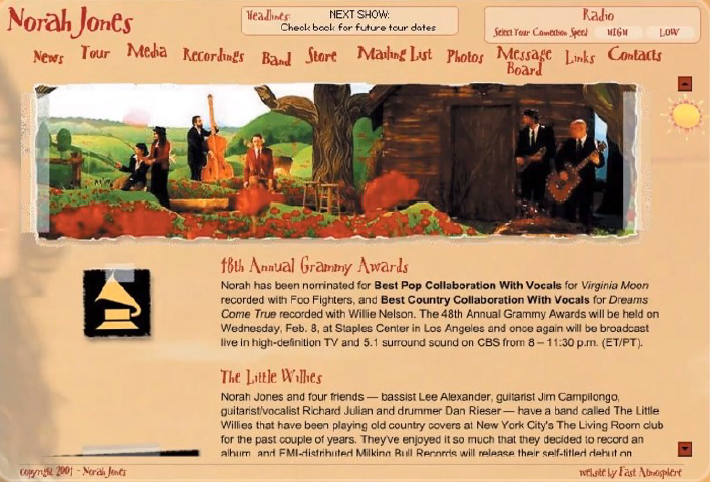 Norah Jones
Headlines:
NEXT SHOW:
Check book for future tour dates
Radio
Select Your Connection Speed HIGH LOW
News Tour Media Recordings Band Store Mailing List Photos Message Board Links Contacts
48th Annual Grammy Awards
Norah has been nominated for Best Pop Collaboration With Vocals for Virginia Moon
recorded with Foo Fighters, and Best Country Collaboration With Vocals for Dreams
Come True recorded with Willie Nelson. The 48th Annual Grammy Awards will be held on
Wednesday, Feb. 8, at Staples Center in Los Angeles and once again will be broadcast
live in high-definition TV and 5.1 surround sound on CBS from 8 – 11:30 p.m. (ET/PT).
The Little Willies
Norah Jones and four friends — bassist Lee Alexander, guitarist Jim Campilongo,
guitarist/vocalist Richard Julian and drummer Dan Rieser — have a band called The Little
Willies that have been playing old country covers at New York City's The Living Room club
for the past couple of years. They've enjoyed it so much that they decided to record an
album, and EMI-distributed Milking Bull Records will release their self-titled debut on
copyright 2001 - Norah Jones
website by Fast Atmosphere